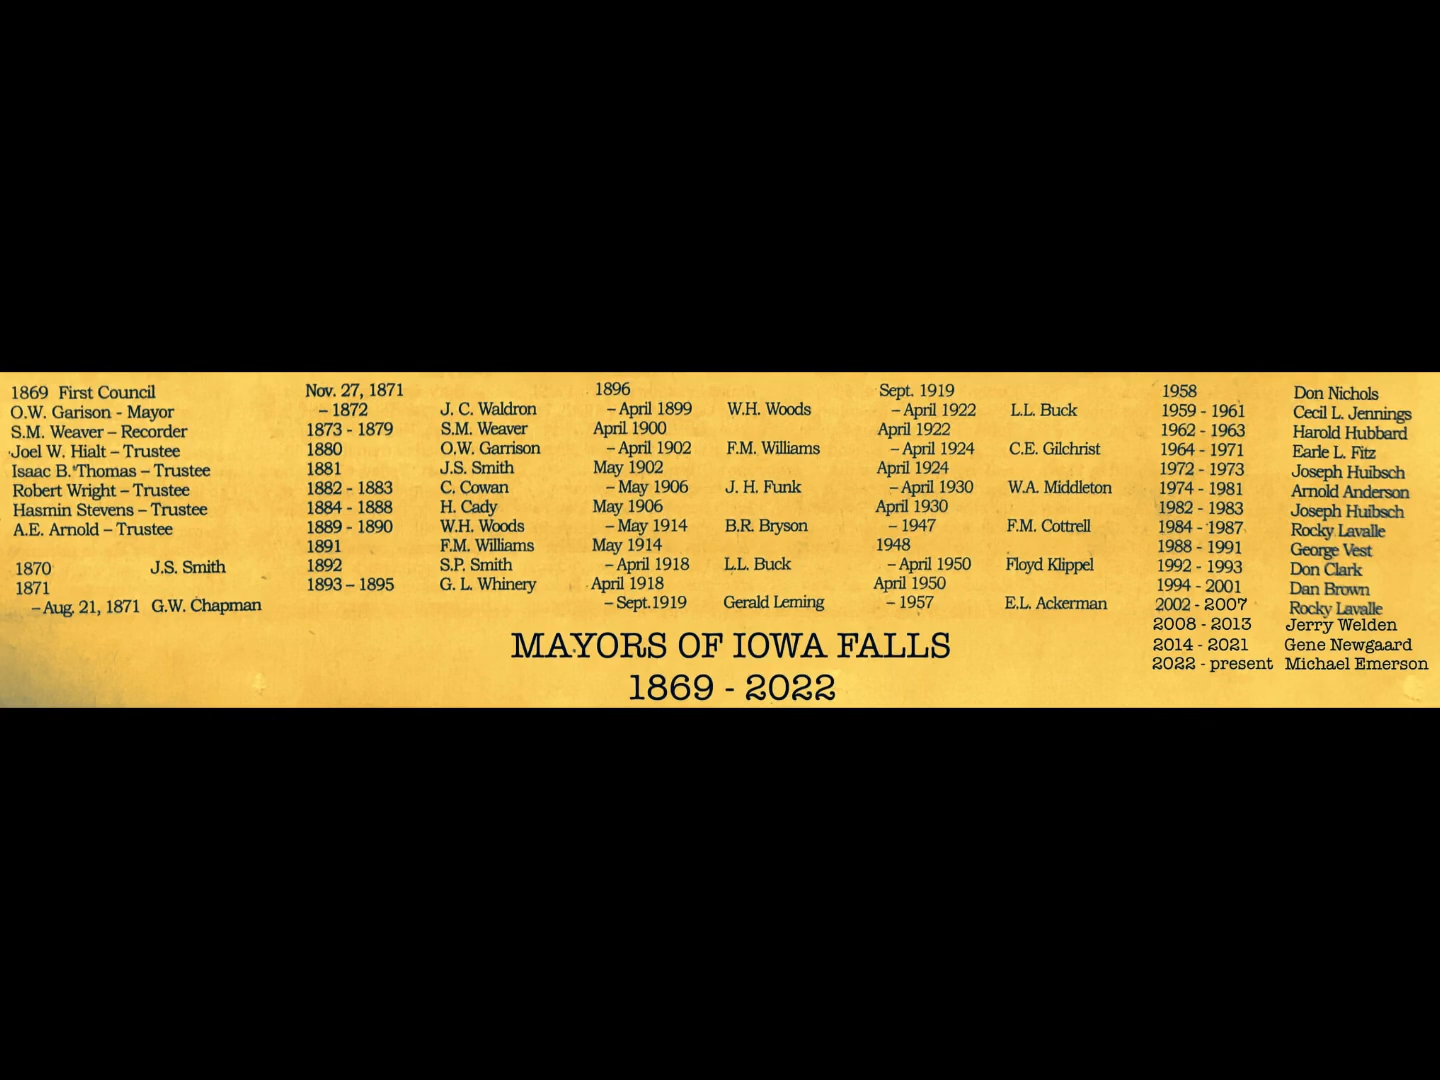 1869 First Council
O.W. Garison - Mayor
S.M. Weaver – Recorder
Joel W. Hialt – Trustee
Isaac B. Thomas – Trustee
Robert Wright – Trustee
Hasmin Stevens – Trustee
A.E. Arnold – Trustee
1870 J.S. Smith
1871
– Aug. 21, 1871 G.W. Chapman
Nov. 27, 1871
– 1872 J. C. Waldron
1873 - 1879 S.M. Weaver
1880 O.W. Garrison
1881 J.S. Smith
1882 - 1883 C. Cowan
1884 - 1888 H. Cady
1889 - 1890 W.H. Woods
1891 F.M. Williams
1892 S.P. Smith
1893 – 1895 G. L. Whinery
1896
– April 1899 W.H. Woods
April 1900
– April 1902 F.M. Williams
May 1902
– May 1906 J. H. Funk
May 1906
– May 1914 B.R. Bryson
May 1914
– April 1918 L.L. Buck
April 1918
– Sept.1919 Gerald Leming
Sept. 1919
– April 1922 L.L. Buck
April 1922
– April 1924 C.E. Gilchrist
April 1924
– April 1930 W.A. Middleton
April 1930
– 1947 F.M. Cottrell
1948
– April 1950 Floyd Klippel
April 1950
– 1957 E.L. Ackerman
1958 Don Nichols
1959 - 1961 Cecil L. Jennings
1962 - 1963 Harold Hubbard
1964 - 1971 Earle L. Fitz
1972 - 1973 Joseph Huibsch
1974 - 1981 Arnold Anderson
1982 - 1983 Joseph Huibsch
1984 - 1987 Rocky Lavalle
1988 - 1991 George Vest
1992 - 1993 Don Clark
1994 - 2001 Dan Brown
2002 - 2007 Rocky Lavalle
2008 - 2013 Jerry Welden
2014 - 2021 Gene Newgaard
2022 - present Michael Emerson
MAYORS OF IOWA FALLS
1869 - 2022